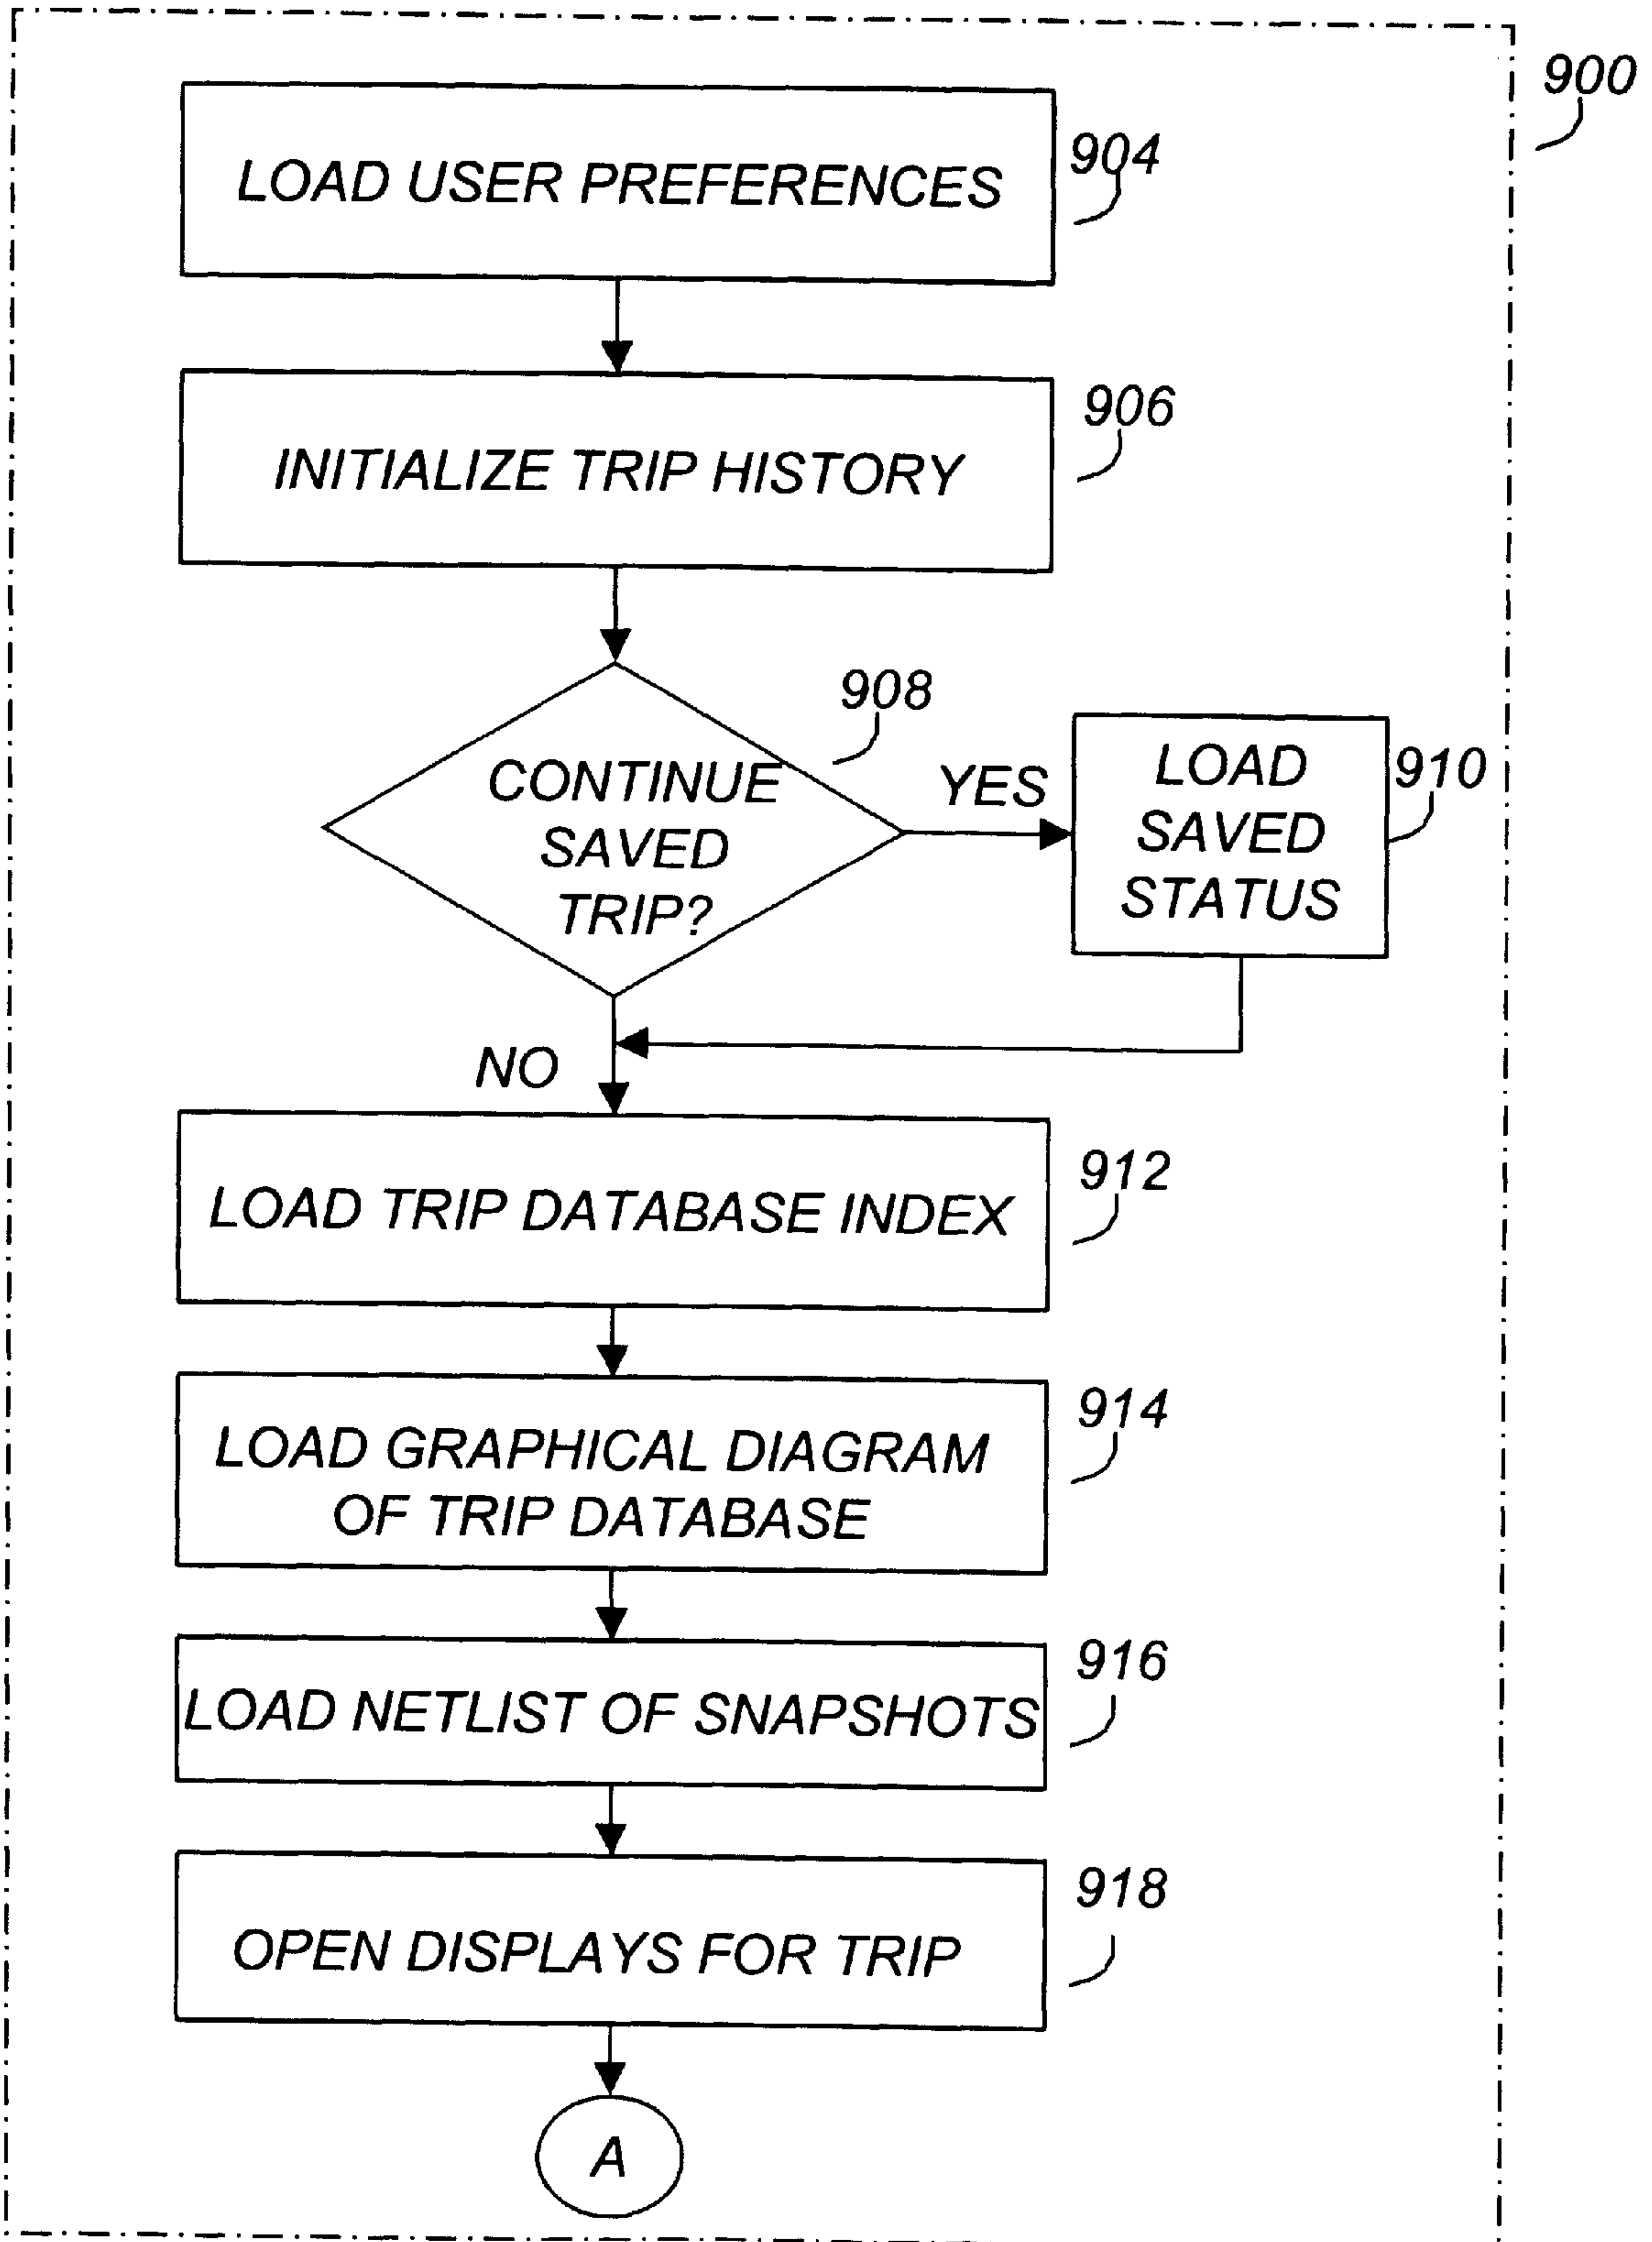 900
LOAD USER PREFERENCES
904
INITIALIZE TRIP HISTORY
906
908
CONTINUE
SAVED
TRIP?
YES
LOAD
SAVED
STATUS
910
NO
LOAD TRIP DATABASE INDEX
912
LOAD GRAPHICAL DIAGRAM
OF TRIP DATABASE
914
LOAD NETLIST OF SNAPSHOTS
916
OPEN DISPLAYS FOR TRIP
918
A